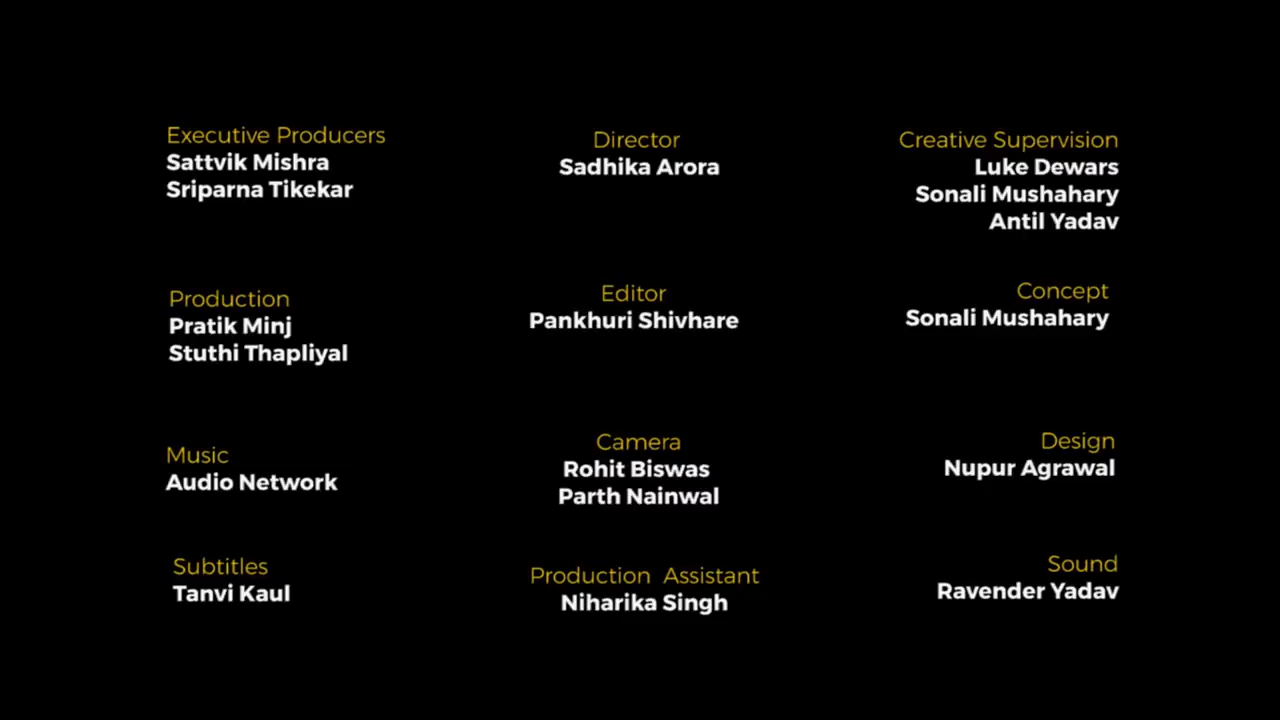 Executive Producers
Sattvik Mishra
Sriparna Tikekar
Director
Sadhika Arora
Creative Supervision
Luke Dewars
Sonali Mushahary
Antil Yadav
Production
Pratik Minj
Stuthi Thapliyal
Editor
Pankhuri Shivhare
Concept
Sonali Mushahary
Music
Audio Network
Camera
Rohit Biswas
Parth Nainwal
Design
Nupur Agrawal
Subtitles
Tanvi Kaul
Production Assistant
Niharika Singh
Sound
Ravender Yadav